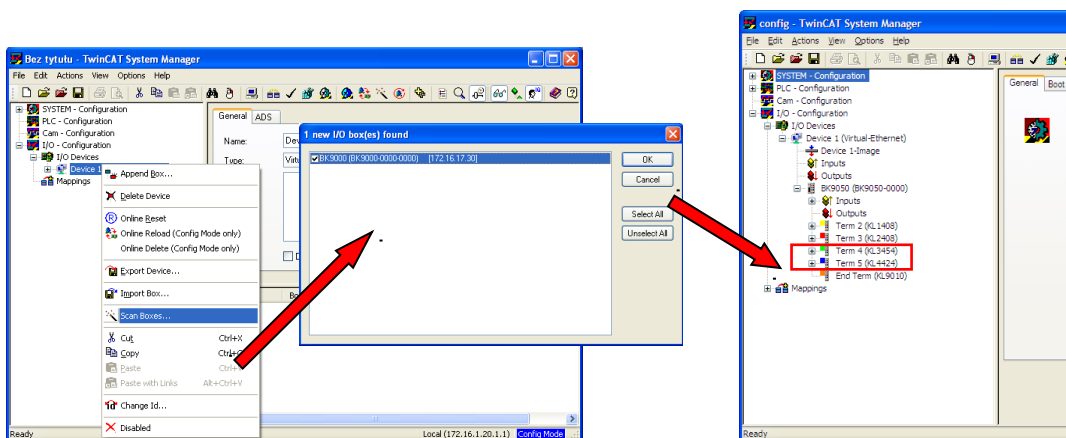 Bez tytułu - TwinCAT System Manager
File Edit Actions View Options Help
SYSTEM - Configuration
PLC - Configuration
Cam - Configuration
I/O - Configuration
I/O Devices
Device 1
Mappings
General ADS
Name: Dev
Type: Virtu
Append Box...
Delete Device
Online Reset
Online Reload (Config Mode only)
Online Delete (Config Mode only)
Export Device...
Import Box...
Scan Boxes...
Cut Ctrl+X
Copy
Paste
Paste with Links Alt+Ctrl+V
Change Id...
Disabled
Ready
Local (172.16.1.20.1.1) Config Mode
1 new I/O box(es) found
BK9000 (BK9000-0000-0000) [172.16.17.30]
OK
Cancel
Select All
Unselect All
config - TwinCAT System Manager
File Edit Actions View Options Help
SYSTEM - Configuration
PLC - Configuration
Cam - Configuration
I/O - Configuration
I/O Devices
Device 1 (Virtual-Ethernet)
Device 1-Image
Inputs
Outputs
BK9050 (BK9050-0000)
Inputs
Outputs
Term 2 (KL1408)
Term 3 (KL2408)
Term 4 (KL3454)
Term 5 (KL4424)
End Term (KL9010)
Mappings
General Boot
Ready